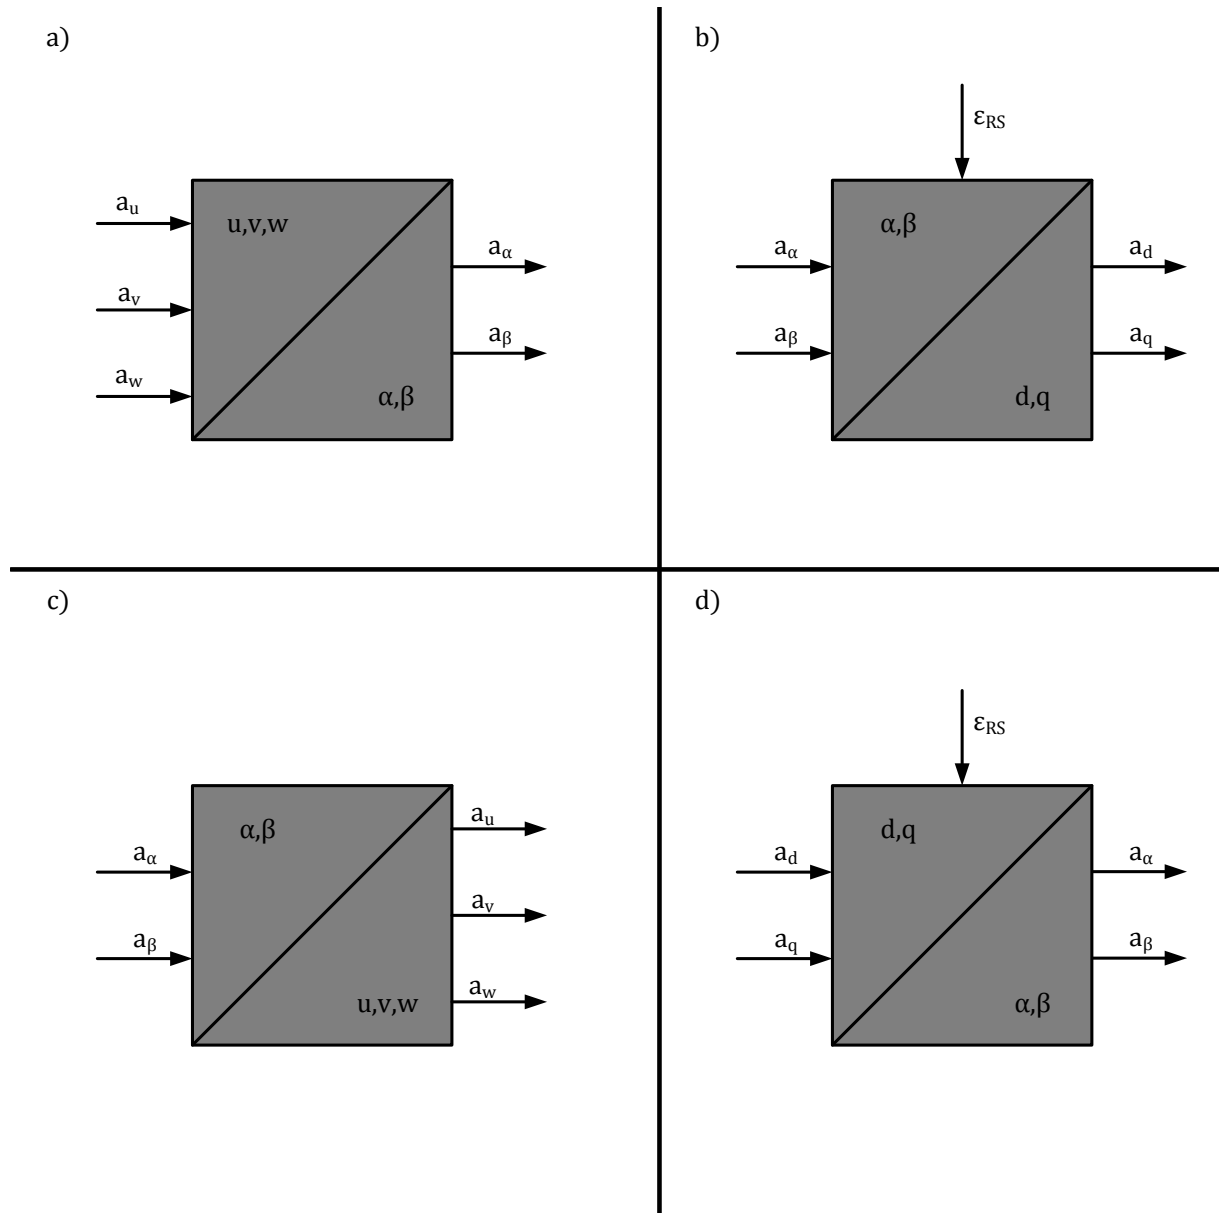 a)
a_u
a_v
a_w
u,v,w
α,β
a_α
a_β
b)
ε_RS
a_α
a_β
α,β
d,q
a_d
a_q
c)
a_α
a_β
α,β
u,v,w
a_u
a_v
a_w
d)
ε_RS
a_d
a_q
d,q
α,β
a_α
a_β